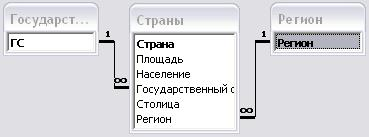 Государст...
ГС
1
∞
Страны
Страна
Площадь
Население
Государственный с
Столица
Регион
1
∞
Регион
Регион